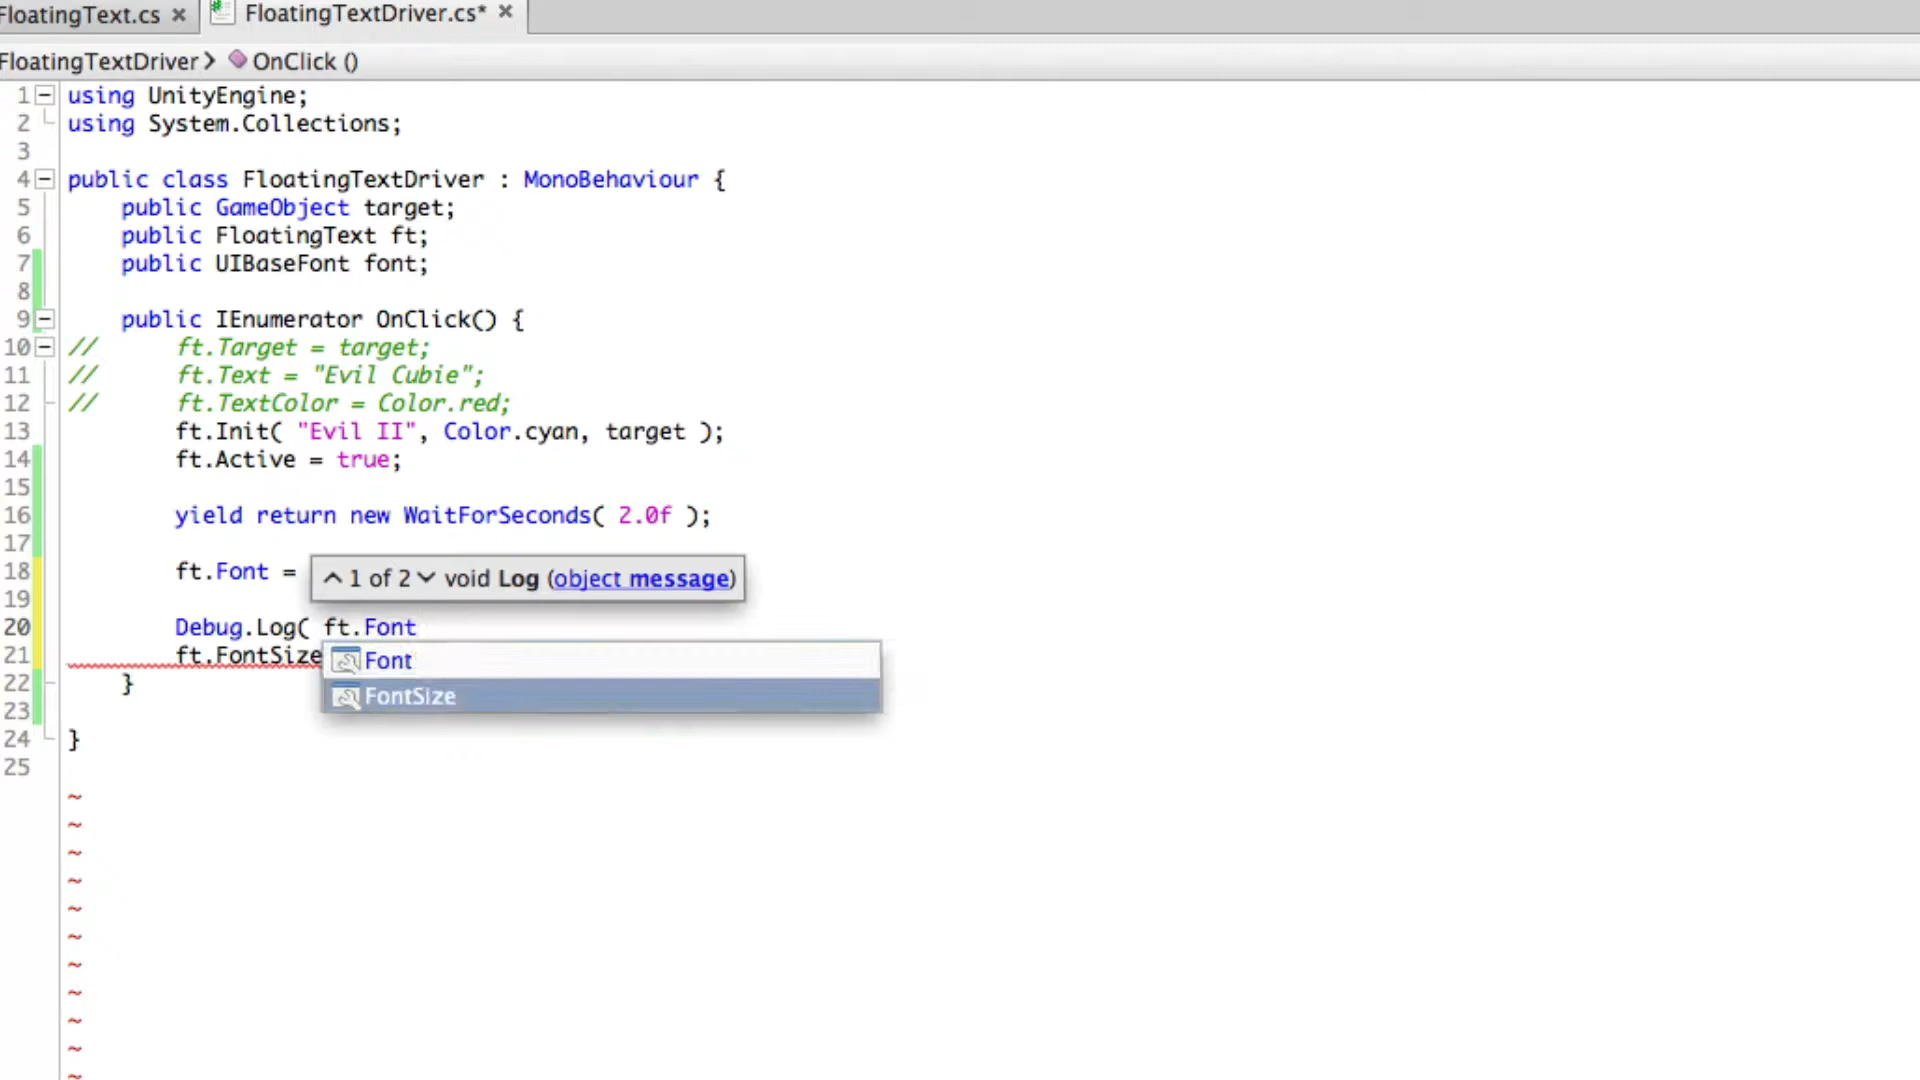 FloatingText.cs × FloatingTextDriver.cs* ×
FloatingTextDriver > OnClick ()
1 using UnityEngine;
2 using System.Collections;
3
4 public class FloatingTextDriver : MonoBehaviour {
5 public GameObject target;
6 public FloatingText ft;
7 public UIBaseFont font;
8
9 public IEnumerator OnClick() {
10 // ft.Target = target;
11 // ft.Text = "Evil Cubie";
12 // ft.TextColor = Color.red;
13 ft.Init( "Evil II", Color.cyan, target );
14 ft.Active = true;
15
16 yield return new WaitForSeconds( 2.0f );
17
18 ft.Font =
1 of 2 void Log (object message)
19
20 Debug.Log( ft.Font
21 ft.FontSize
Font
FontSize
22 }
23
24 }
25
~
~
~
~
~
~
~
~
~
~
~